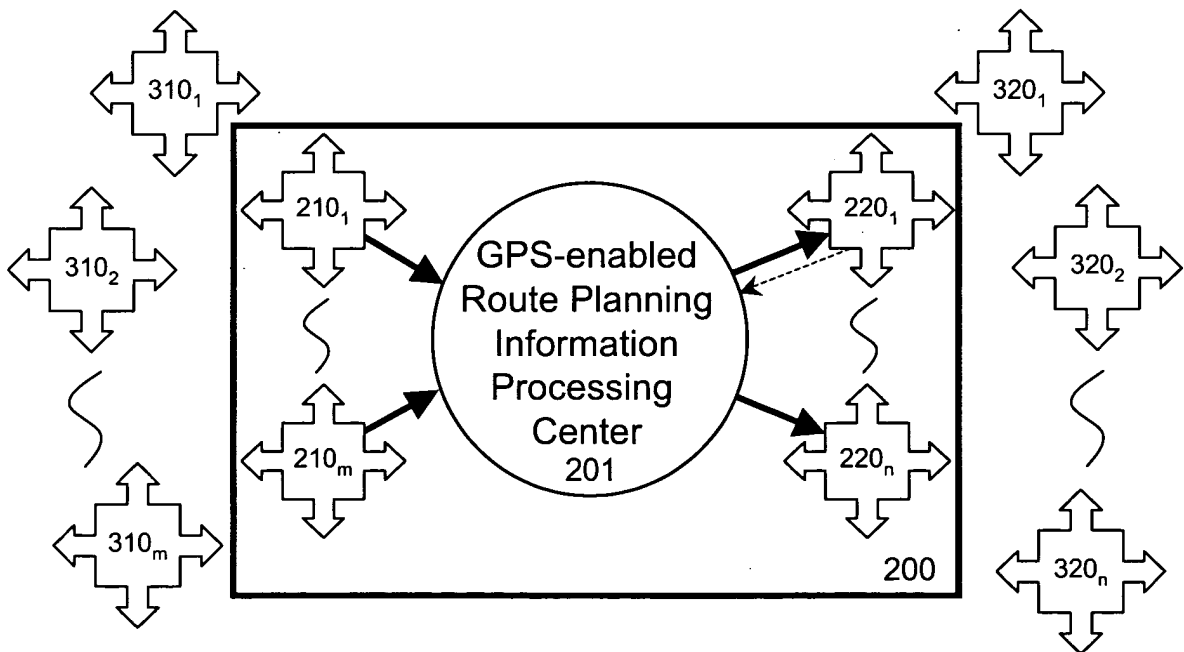 310₁
320₁
210₁
220₁
310₂
320₂
GPS-enabled
Route Planning
Information
Processing
Center
201
210ₘ
220ₙ
310ₘ
320ₙ
200